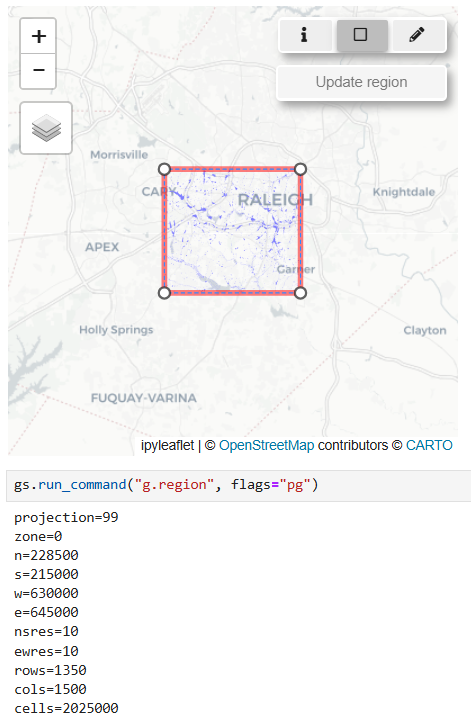 +
−
i
Update region
Morrisville
CARY
RALEIGH
Knightdale
APEX
Garner
Holly Springs
Clayton
FUQUAY-VARINA
ipyleaflet | © OpenStreetMap contributors © CARTO
gs.run_command("g.region", flags="pg")
projection=99
zone=0
n=228500
s=215000
w=630000
e=645000
nsres=10
ewres=10
rows=1350
cols=1500
cells=2025000